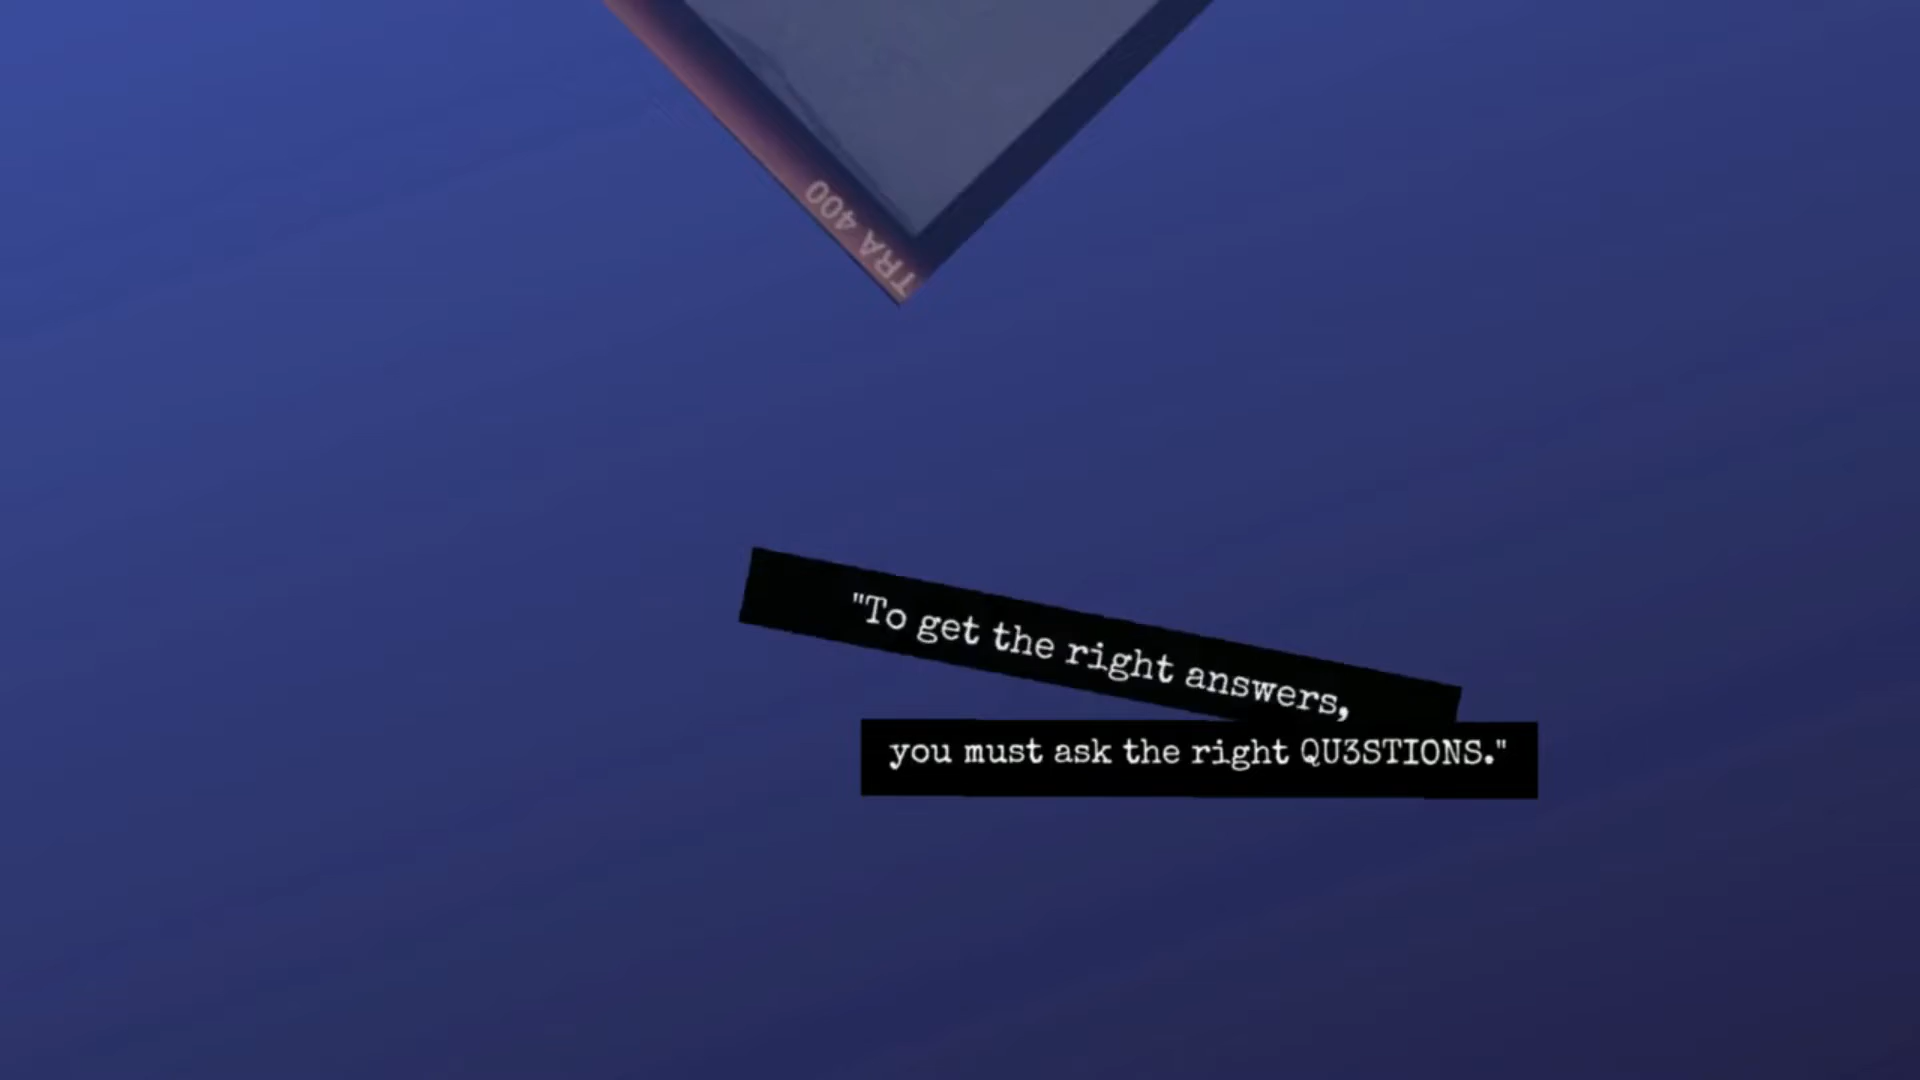 TRA 400
"To get the right answers,
you must ask the right QU3STIONS."